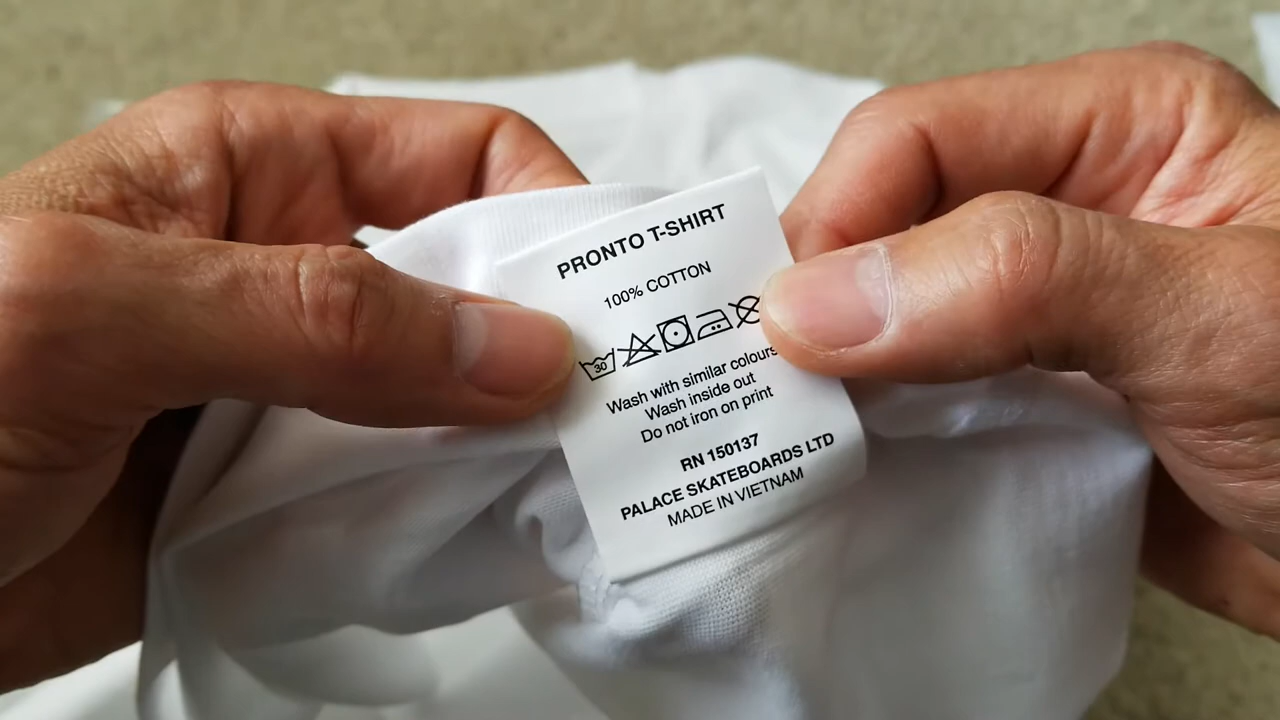 PRONTO T-SHIRT
100% COTTON
30
Wash with similar colours
Wash inside out
Do not iron on print
RN 150137
PALACE SKATEBOARDS LTD
MADE IN VIETNAM